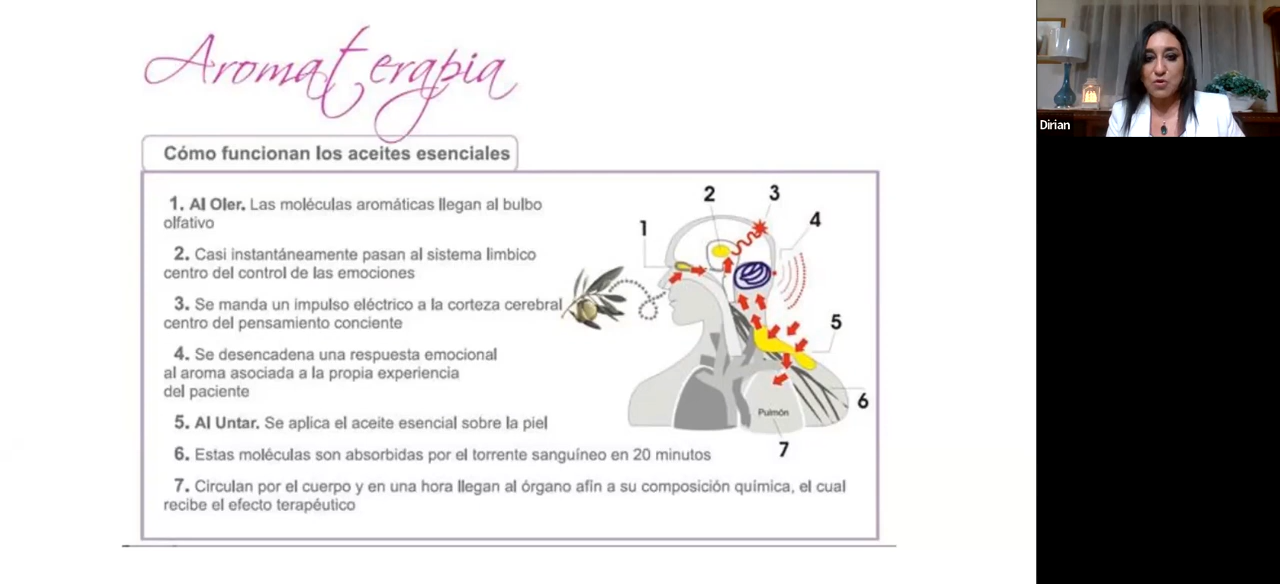 Aromaterapia
Cómo funcionan los aceites esenciales
1. Al Oler. Las moléculas aromáticas llegan al bulbo
olfativo
2. Casi instantáneamente pasan al sistema limbico
centro del control de las emociones
3. Se manda un impulso eléctrico a la corteza cerebral
centro del pensamiento conciente
4. Se desencadena una respuesta emocional
al aroma asociada a la propia experiencia
del paciente
5. Al Untar. Se aplica el aceite esencial sobre la piel
6. Estas moléculas son absorbidas por el torrente sanguíneo en 20 minutos
7. Circulan por el cuerpo y en una hora llegan al órgano afín a su composición química, el cual
recibe el efecto terapéutico
1
2
3
4
5
6
Pulmón
7
Dirian